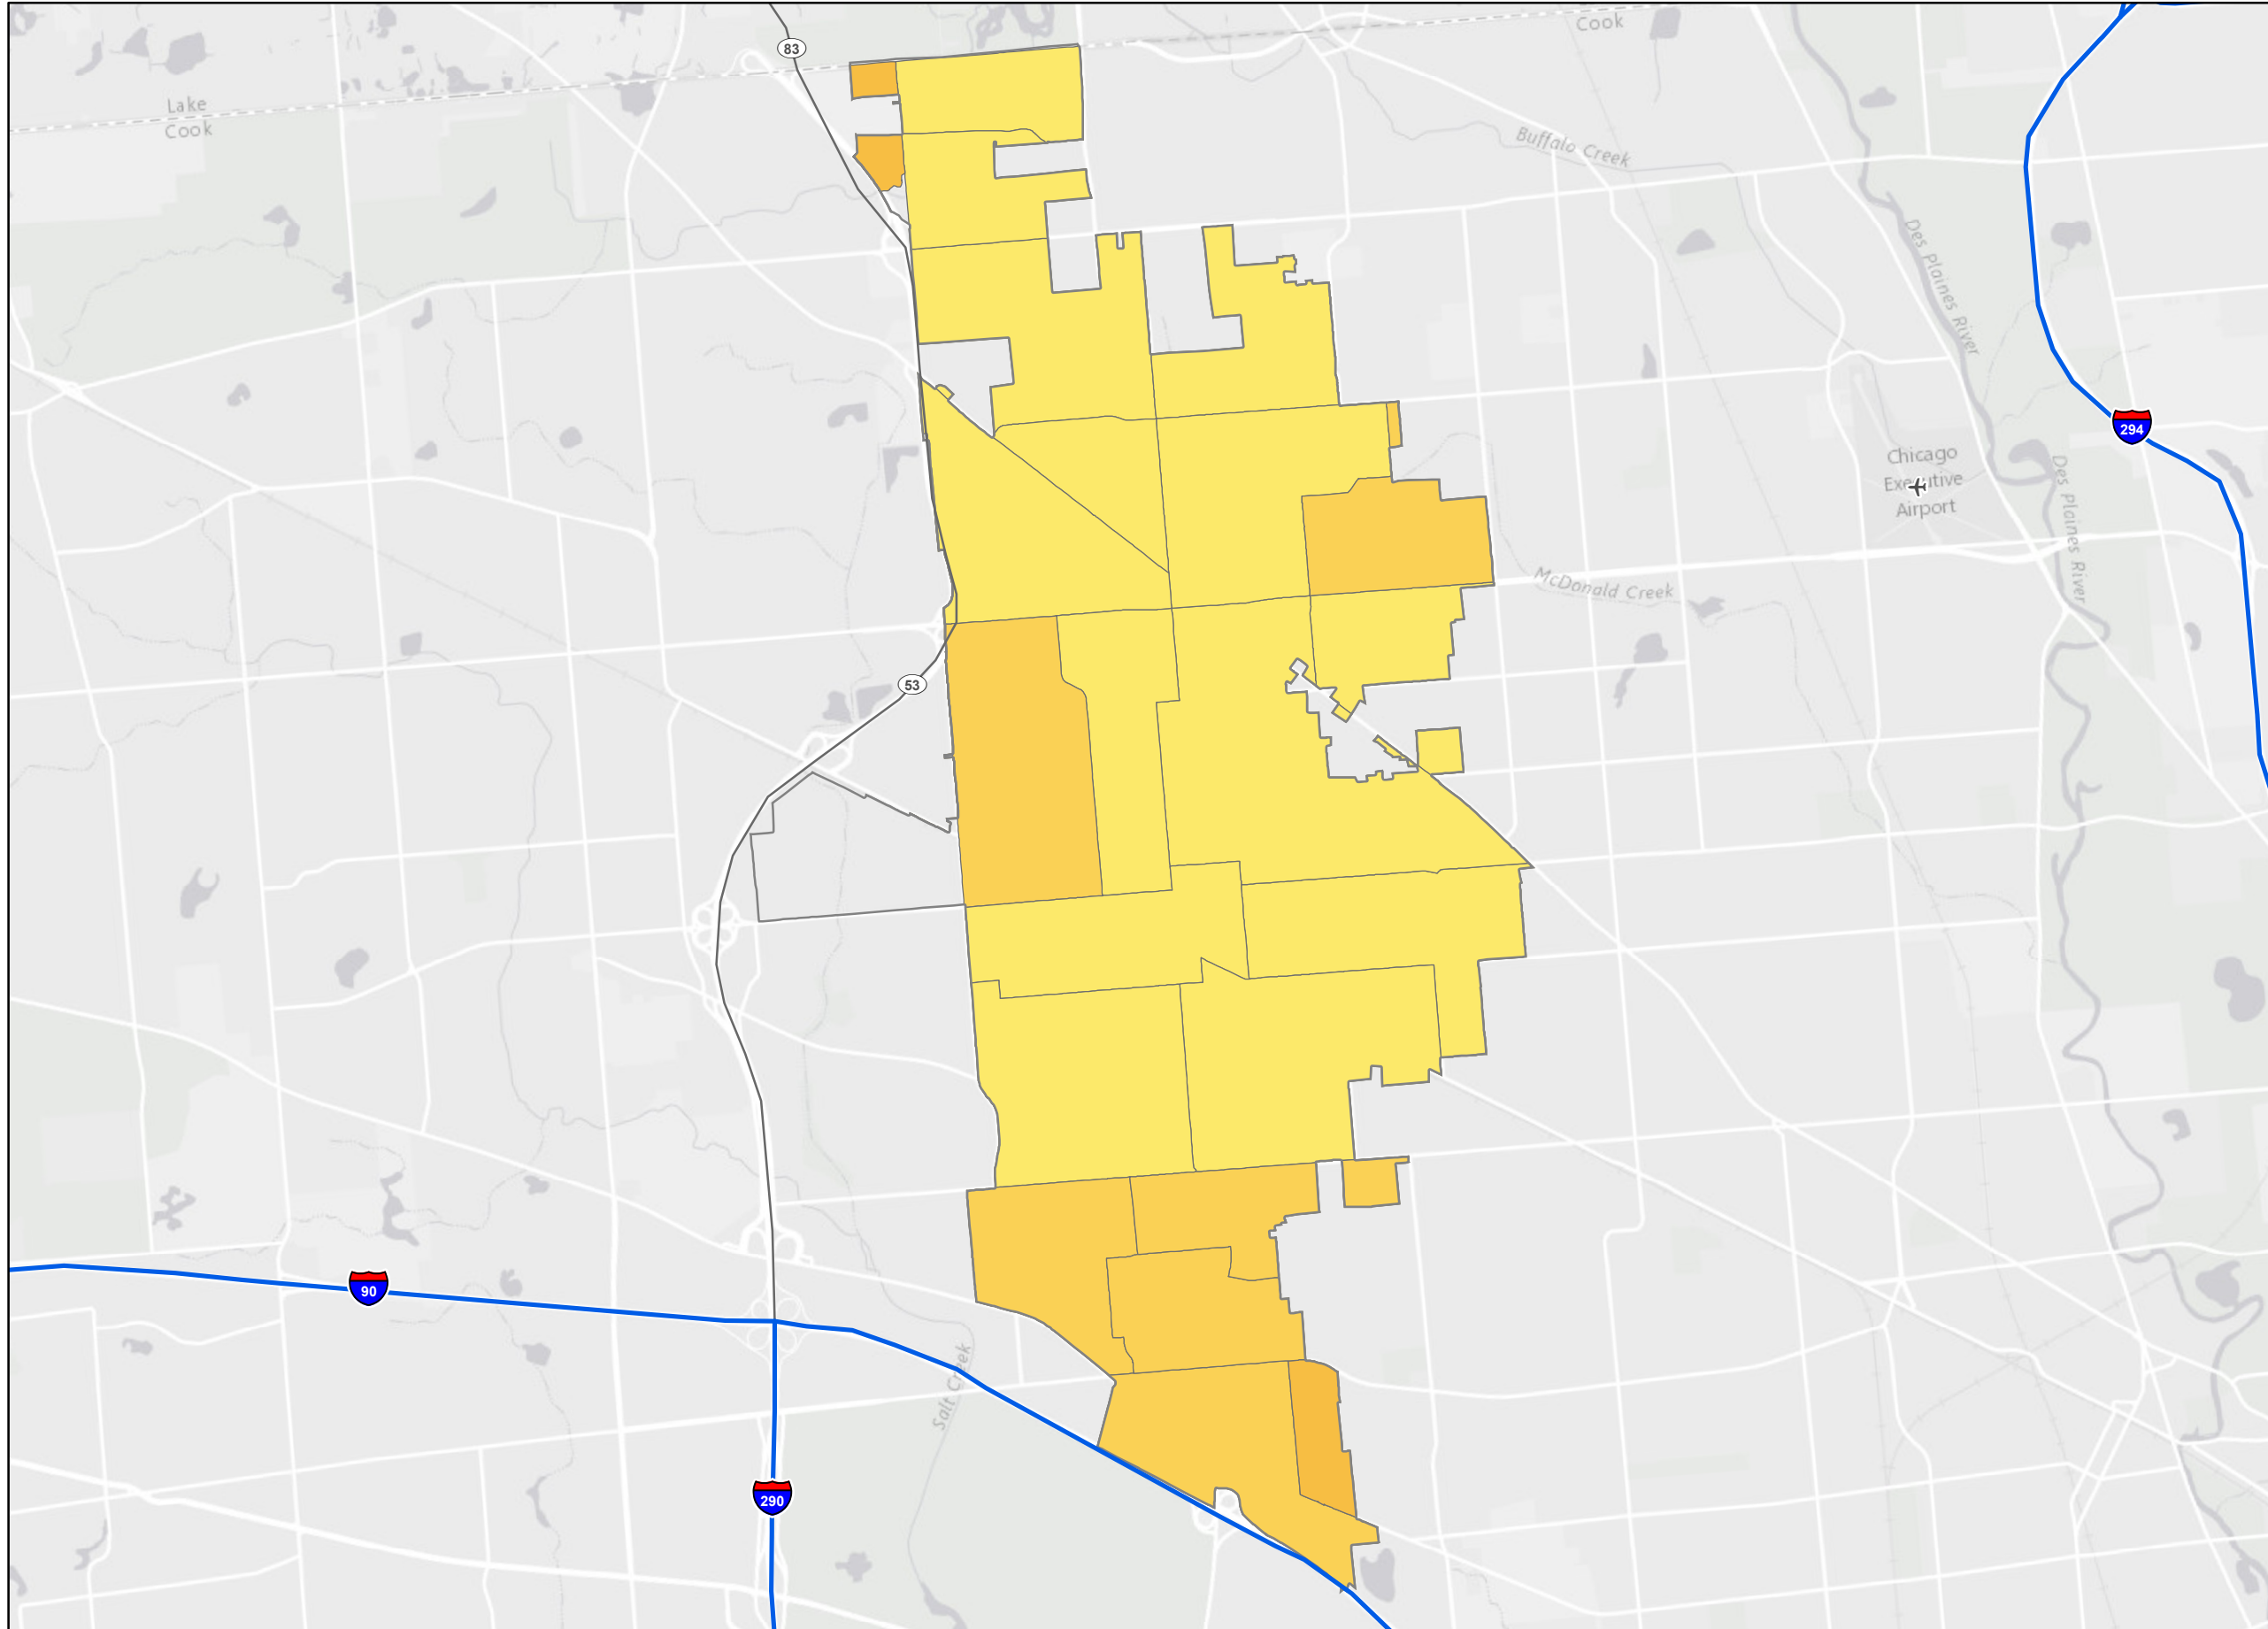 Cook
83
Lake
Cook
Buffalo Creek
Des Plaines River
294
Chicago
Executive
Airport
Des Plaines River
McDonald Creek
53
90
Salt Creek
290